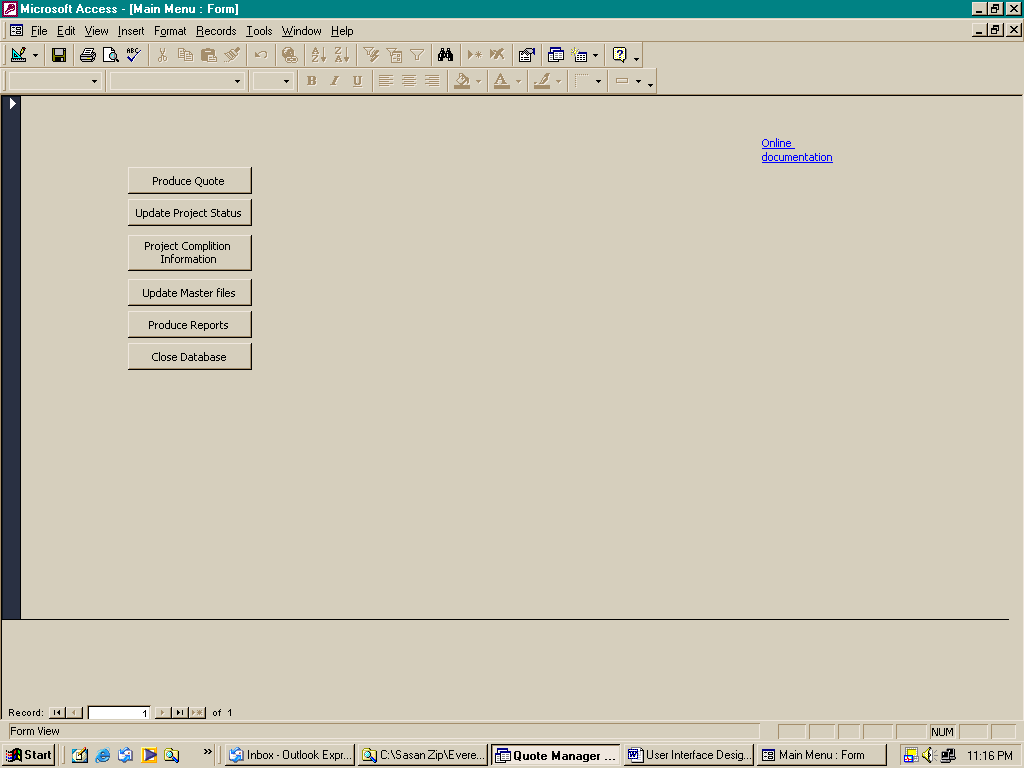 Microsoft Access - [Main Menu : Form]
File Edit View Insert Format Records Tools Window Help
ABC
A Z
Z A
B I U
A
Online
documentation
Produce Quote
Update Project Status
Project Complition
Information
Update Master files
Produce Reports
Close Database
Record: 1 of 1
Form View NUM
Start » Inbox - Outlook Expr... C:\Sasan Zip\Evere... Quote Manager ... User Interface Desig... Main Menu : Form 11:16 PM